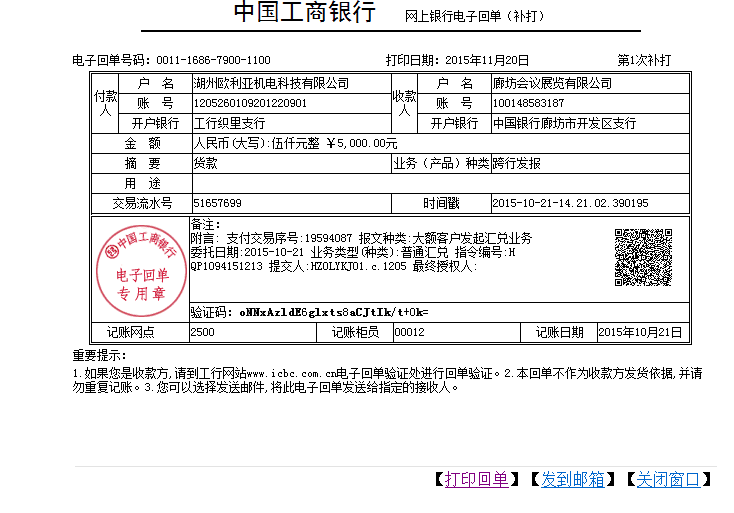 中国工商银行 网上银行电子回单（补打）
电子回单号码：0011-1686-7900-1100 打印日期：2015年11月20日 第1次补打
付款人 户 名 湖州欧利亚机电科技有限公司 收款人 户 名 廊坊会议展览有限公司
账 号 1205260109201220901 账 号 100148583187
开户银行 工行织里支行 开户银行 中国银行廊坊市开发区支行
金 额 人民币(大写):伍仟元整 ￥5,000.00元
摘 要 货款 业务（产品）种类 跨行发报
用 途
交易流水号 51657699 时间戳 2015-10-21-14.21.02.390195
中国工商银行
电子回单
专用章
备注:
附言: 支付交易序号:19594087 报文种类:大额客户发起汇兑业务
委托日期:2015-10-21 业务类型(种类):普通汇兑 指令编号:H
QP1094151213 提交人:HZOLYKJ01.c.1205 最终授权人:
验证码: oNNxAzldE6glxts8aCJtIk/t+0k=
记账网点 2500 记账柜员 00012 记账日期 2015年10月21日
重要提示:
1.如果您是收款方,请到工行网站www.icbc.com.cn电子回单验证处进行回单验证。2.本回单不作为收款方发货依据,并请
勿重复记账。3.您可以选择发送邮件,将此电子回单发送给指定的接收人。
【打印回单】【发到邮箱】【关闭窗口】